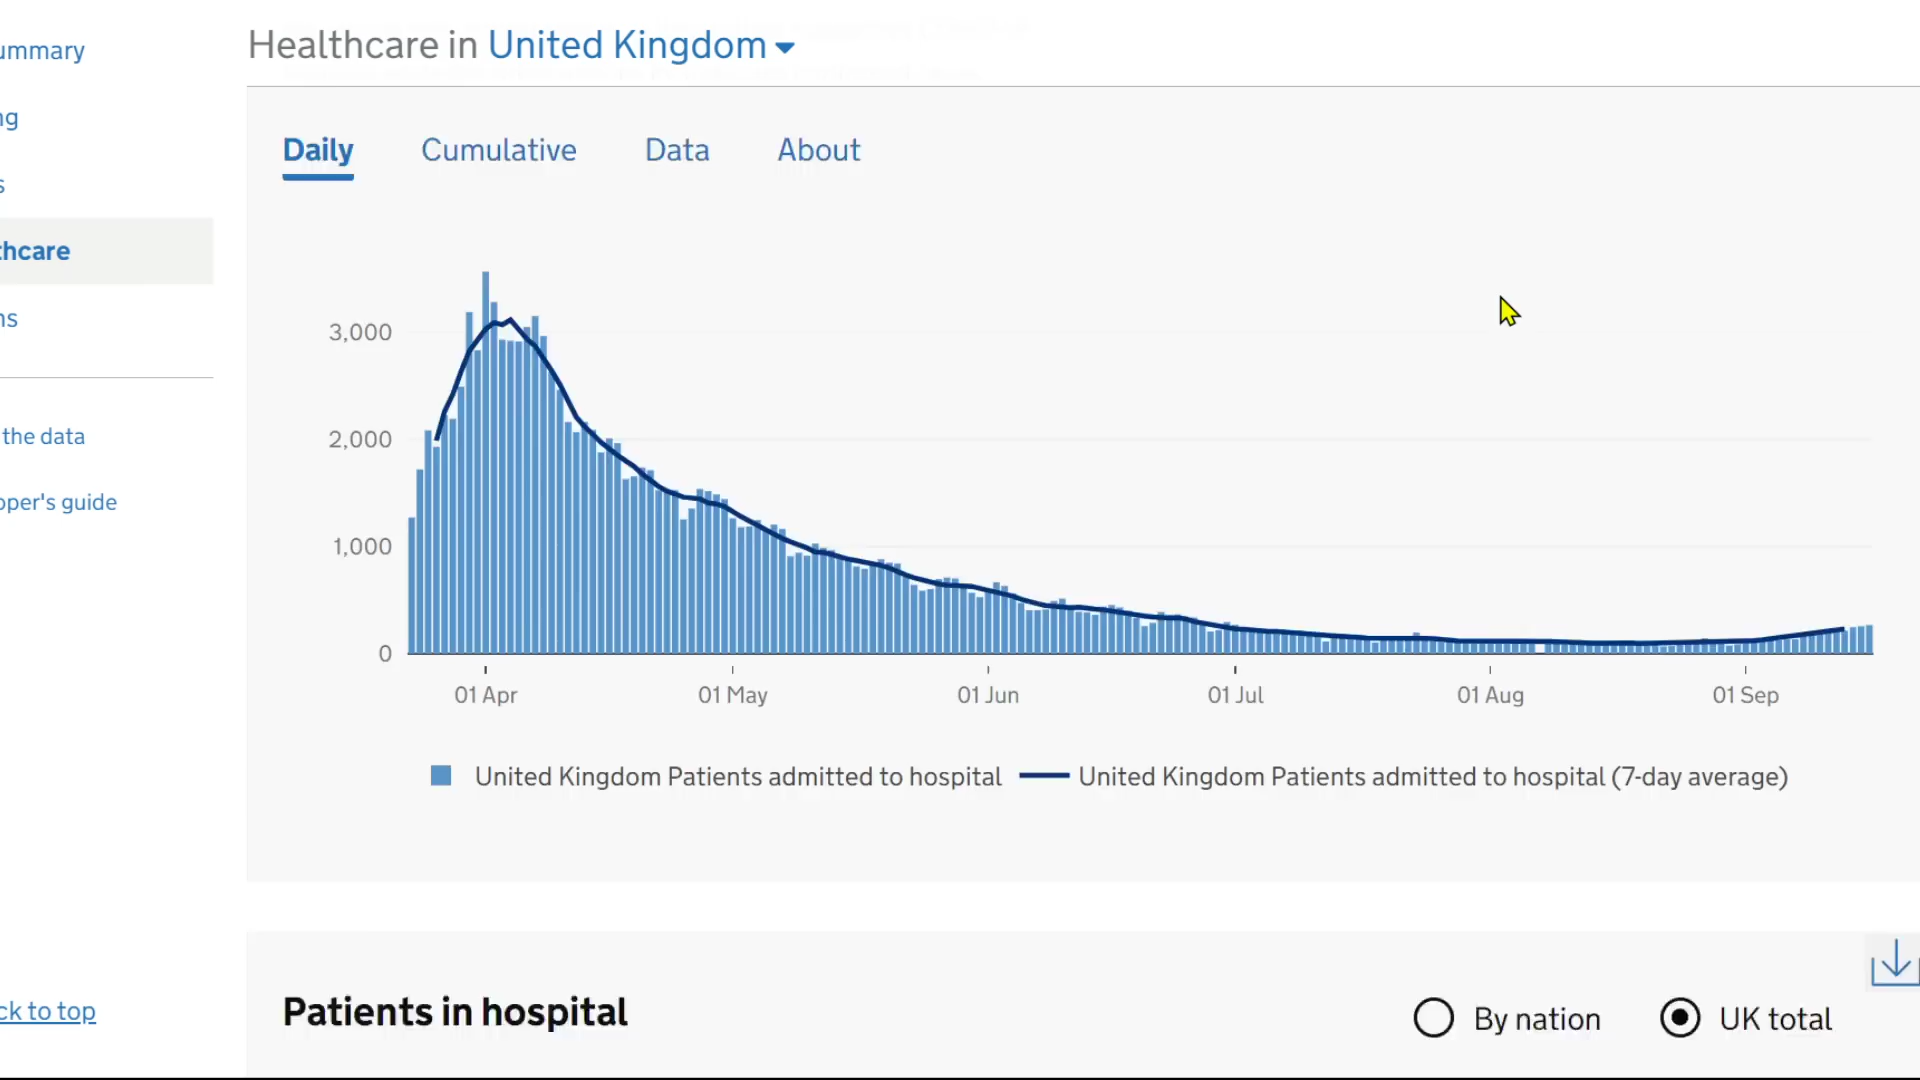 ummary
ng
s
thcare
ns
the data
oper's guide
ck to top
Healthcare in United Kingdom
Daily Cumulative Data About
3,000
2,000
1,000
0
01 Apr 01 May 01 Jun 01 Jul 01 Aug 01 Sep
United Kingdom Patients admitted to hospital United Kingdom Patients admitted to hospital (7-day average)
Patients in hospital
By nation UK total